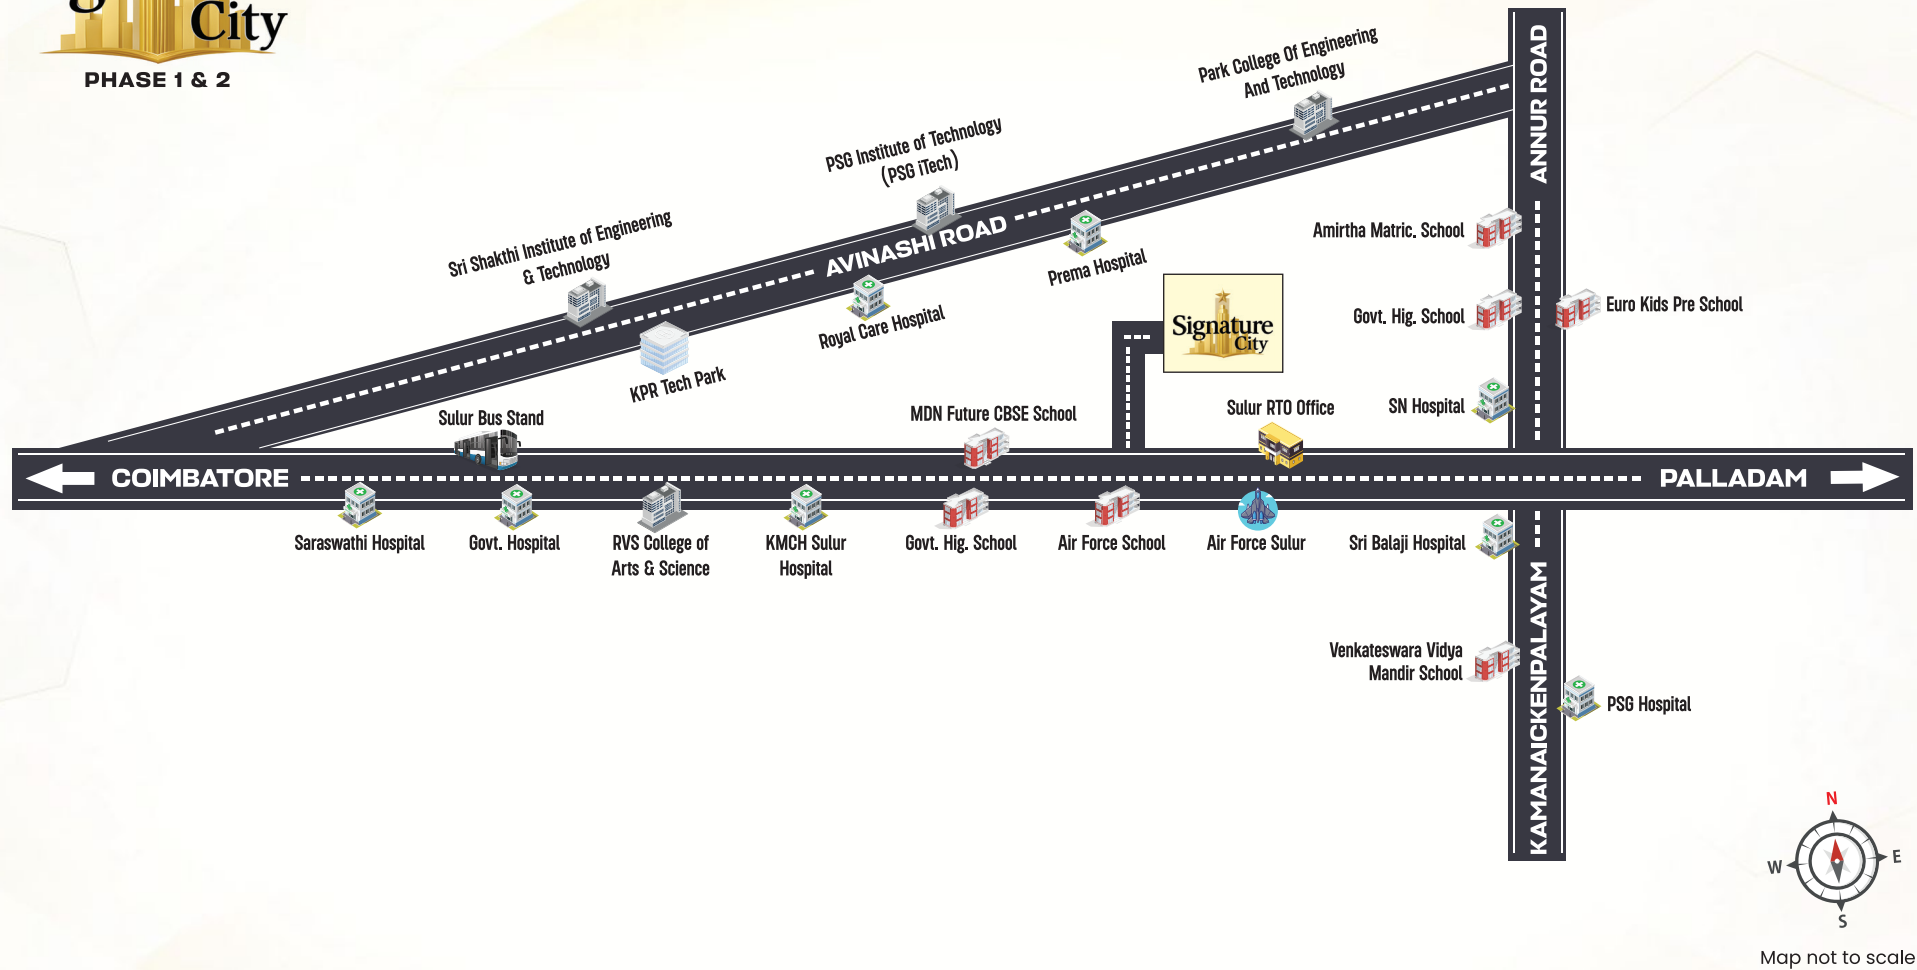 City
PHASE 1 & 2
Park College Of Engineering
And Technology
ANNUR ROAD
PSG Institute of Technology
(PSG iTech)
Sri Shakthi Institute of Engineering
& Technology
AVINASHI ROAD
Prema Hospital
Royal Care Hospital
KPR Tech Park
Amirtha Matric. School
Govt. Hig. School
Euro Kids Pre School
SN Hospital
Signature
City
Sulur Bus Stand
MDN Future CBSE School
Sulur RTO Office
COIMBATORE
PALLADAM
Saraswathi Hospital
Govt. Hospital
RVS College of
Arts & Science
KMCH Sulur
Hospital
Govt. Hig. School
Air Force School
Air Force Sulur
Sri Balaji Hospital
KAMANAICKENPALAYAM
Venkateswara Vidya
Mandir School
PSG Hospital
N
W
E
S
Map not to scale